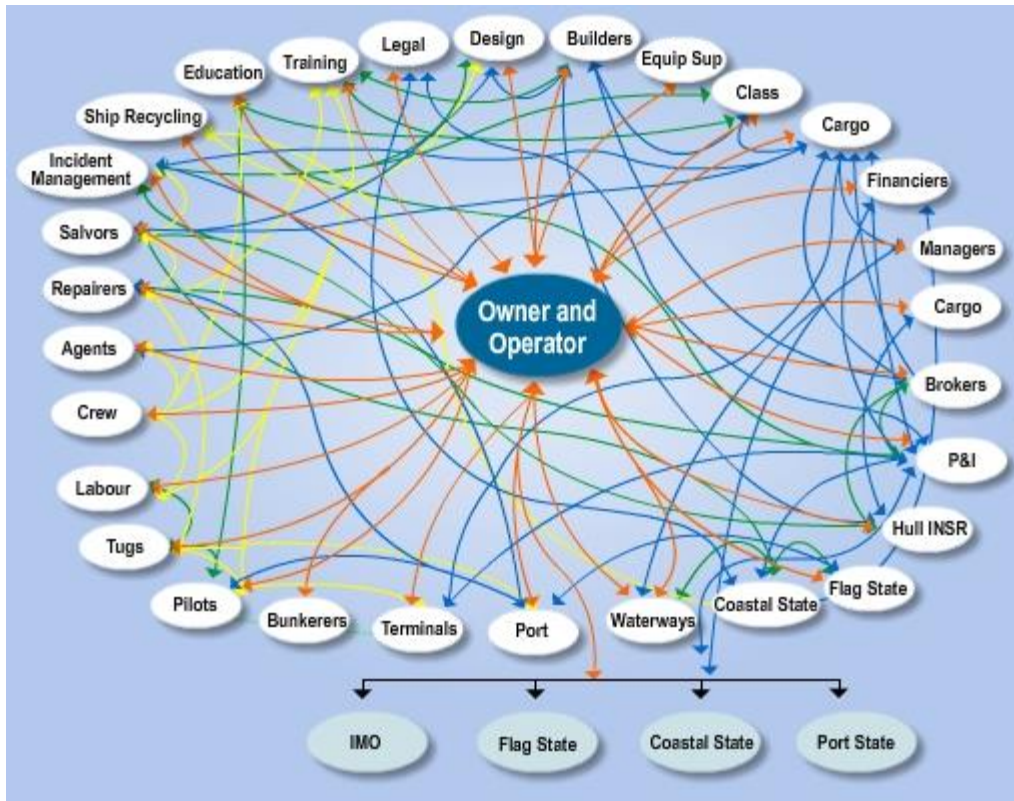 Design
Builders
Legal
Equip Sup
Training
Education
Class
Ship Recycling
Cargo
Incident
Management
Financiers
Salvors
Managers
Repairers
Cargo
Owner and
Operator
Agents
Brokers
Crew
P&I
Labour
Hull INSR
Tugs
Flag State
Pilots
Coastal State
Bunkerers
Waterways
Terminals
Port
IMO
Flag State
Coastal State
Port State